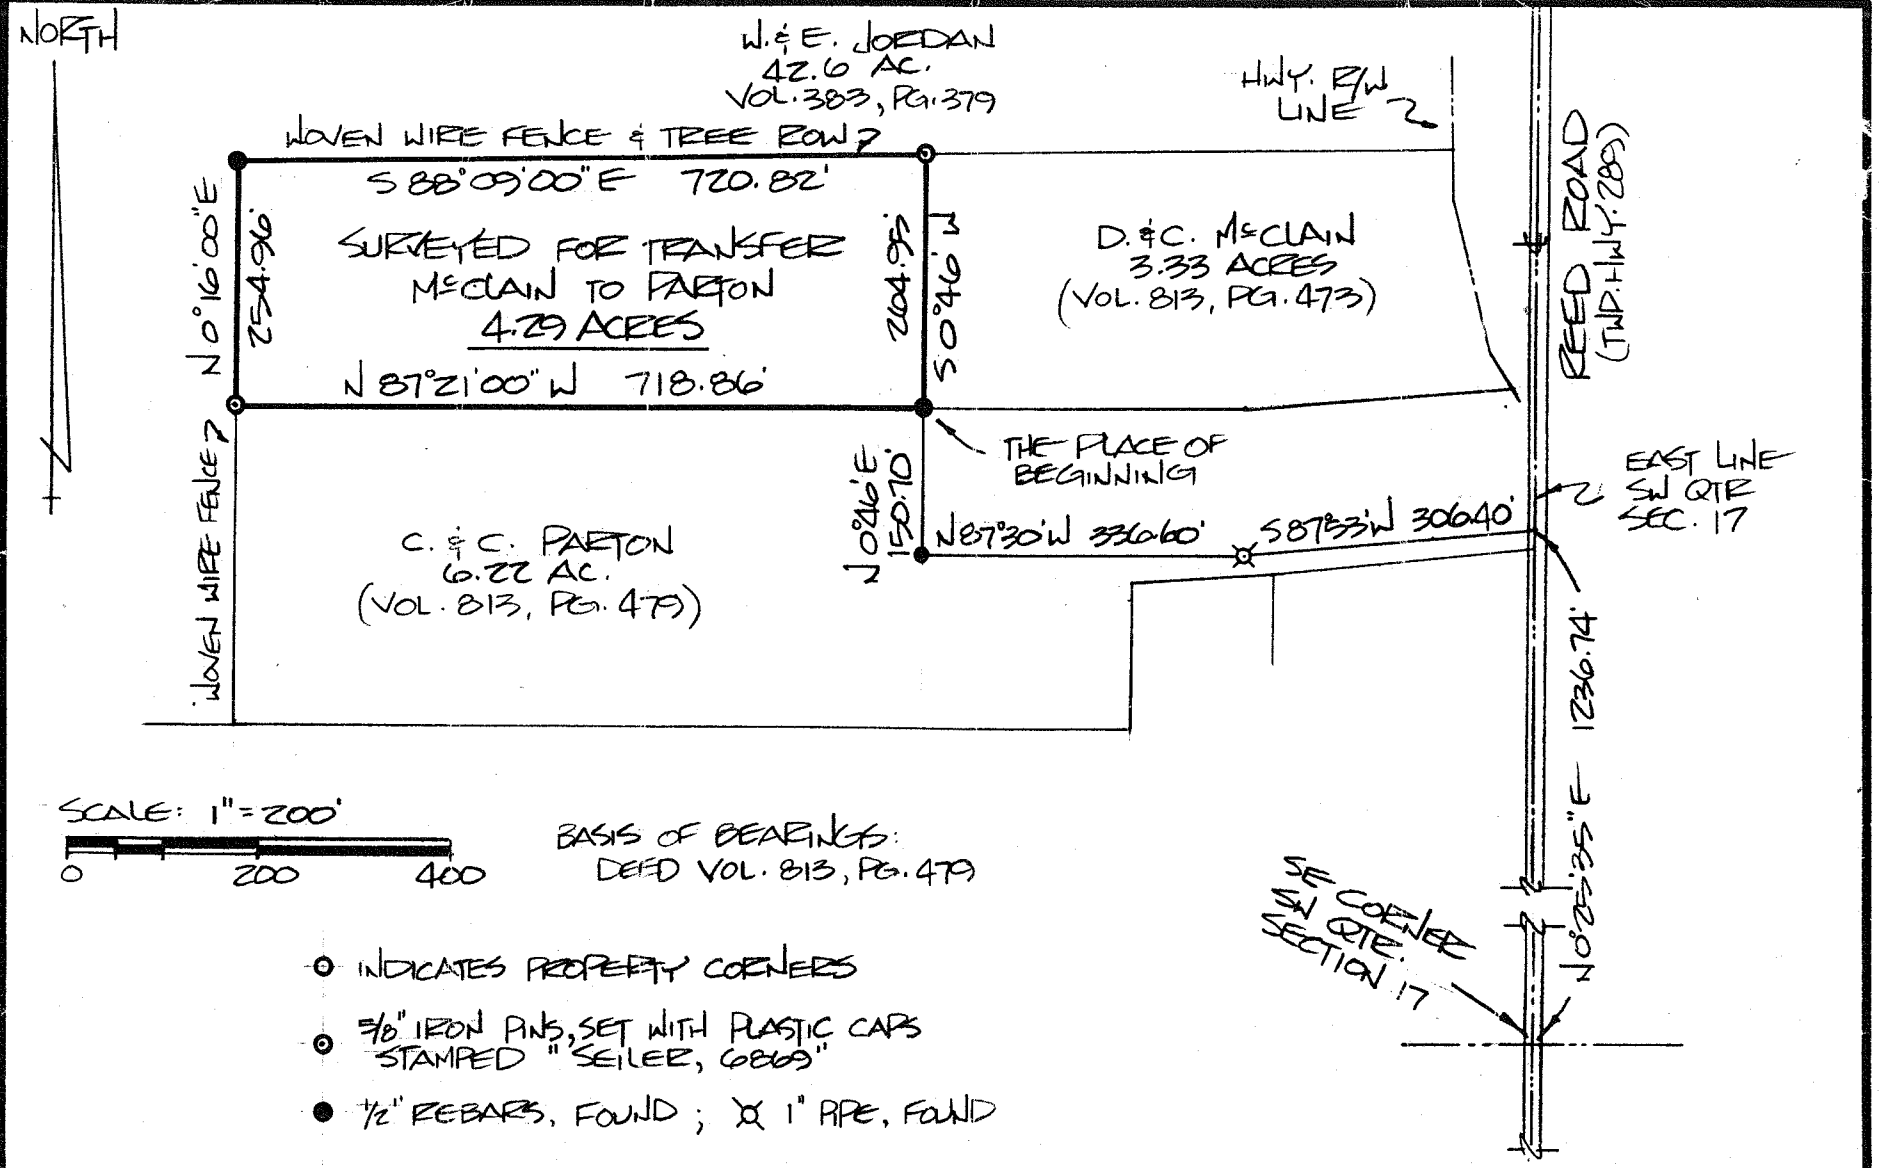 NORTH
W. & E. JORDAN
42.6 AC.
VOL. 383, PG. 379
HWY. R/W
LINE
WOVEN WIRE FENCE & TREE ROW
S 88°09'00" E 720.82'
N 0°16'00" E
254.96'
SURVEYED FOR TRANSFER
McCLAIN TO PARTON
4.29 ACRES
264.95'
S 0°46' W
D. & C. McCLAIN
3.33 ACRES
(VOL. 813, PG. 473)
REED ROAD
(TWP. HWY. 289)
N 87°21'00" W 718.86'
THE PLACE OF
BEGINNING
WOVEN WIRE FENCE
N 0°46' E
150.70'
EAST LINE
SW QTR
SEC. 17
N 87°30' W 336.60'
S 87°33' W 306.40'
C. & C. PARTON
6.22 AC.
(VOL. 813, PG. 479)
N 0°25'35" E 1236.74'
SCALE: 1" = 200'
0 200 400
BASIS OF BEARINGS:
DEED VOL. 813, PG. 479
SE CORNER
SW QTR.
SECTION 17
INDICATES PROPERTY CORNERS
5/8" IRON PINS, SET WITH PLASTIC CAPS
STAMPED "SEILER, 6869"
1/2" REBARS, FOUND ; 1" PIPE, FOUND